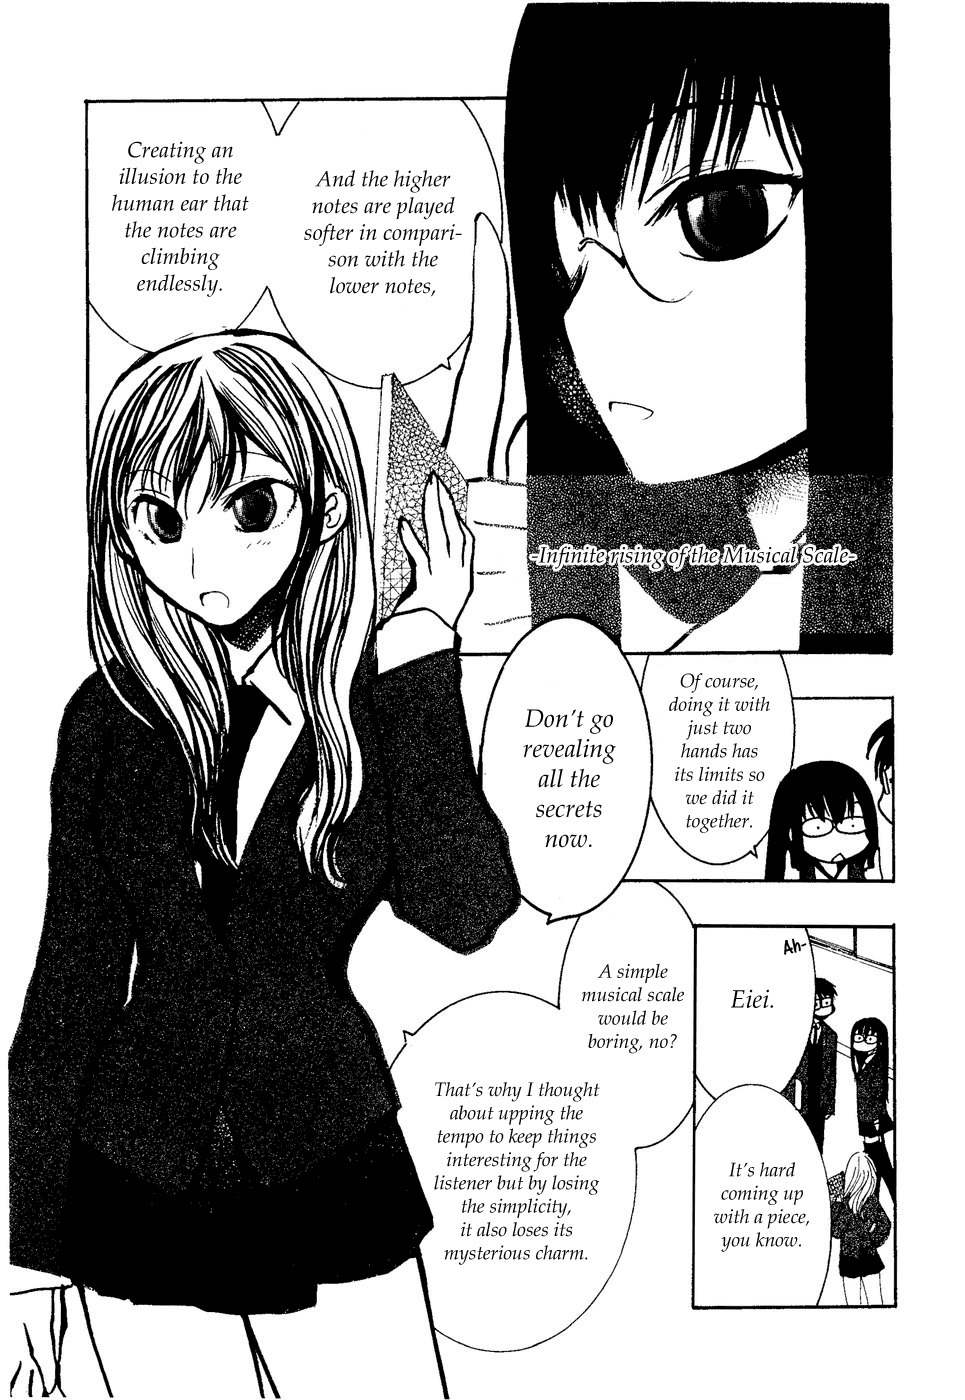 And the higher
notes are played
softer in compari-
son with the
lower notes,
Creating an
illusion to the
human ear that
the notes are
climbing
endlessly.
-Infinite rising of the Musical Scale-
Of course,
doing it with
just two
hands has
its limits so
we did it
together.
Don't go
revealing
all the
secrets
now.
Ah-
Eiei.
It's hard
coming up
with a piece,
you know.
A simple
musical scale
would be
boring, no?
That's why I thought
about upping the
tempo to keep things
interesting for the
listener but by losing
the simplicity,
it also loses its
mysterious charm.